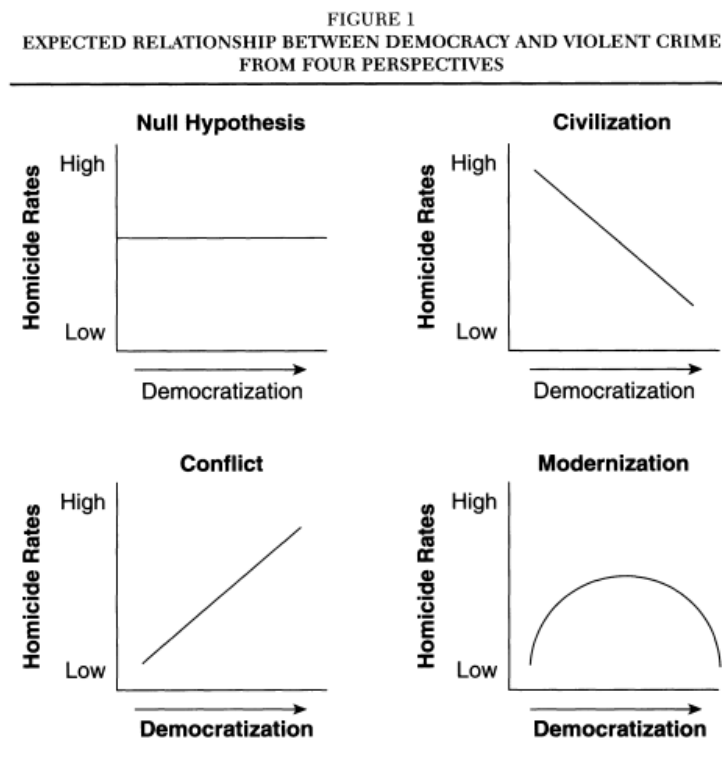 FIGURE 1
EXPECTED RELATIONSHIP BETWEEN DEMOCRACY AND VIOLENT CRIME
FROM FOUR PERSPECTIVES
Null Hypothesis
High
Homicide Rates
Low
Democratization
Civilization
High
Homicide Rates
Low
Democratization
Conflict
High
Homicide Rates
Low
Democratization
Modernization
High
Homicide Rates
Low
Democratization